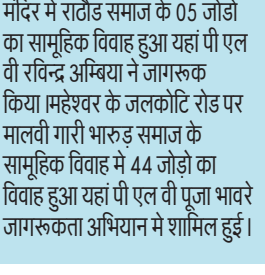 मंदिर मे राठौड समाज के 05 जोडो
का सामूहिक विवाह हुआ यहां पी एल
वी रविन्द्र अम्बिया ने जागरूक
किया।महेश्वर के जलकोटि रोड पर
मालवी गारी भारुड़ समाज के
सामूहिक विवाह मे 44 जोड़ो का
विवाह हुआ यहां पी एल वी पूजा भावरे
जागरूकता अभियान मे शामिल हुई।